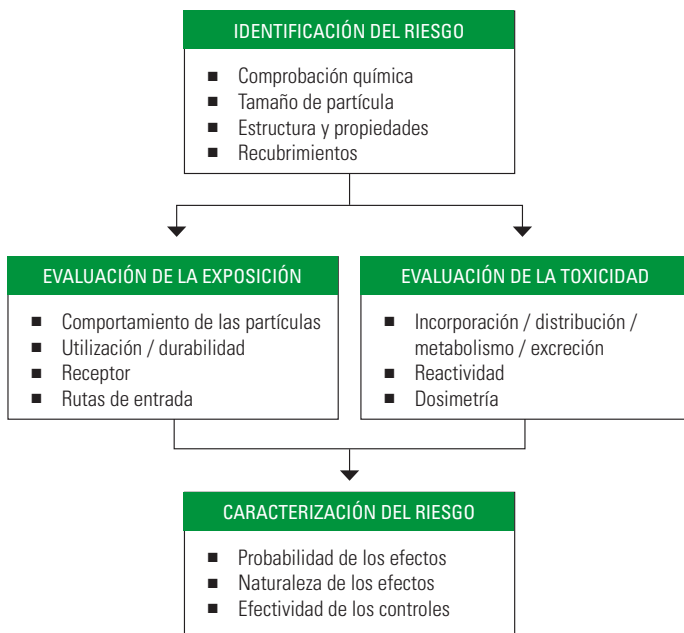 IDENTIFICACIÓN DEL RIESGO
■ Comprobación química
■ Tamaño de partícula
■ Estructura y propiedades
■ Recubrimientos
EVALUACIÓN DE LA EXPOSICIÓN
■ Comportamiento de las partículas
■ Utilización / durabilidad
■ Receptor
■ Rutas de entrada
EVALUACIÓN DE LA TOXICIDAD
■ Incorporación / distribución /
metabolismo / excreción
■ Reactividad
■ Dosimetría
CARACTERIZACIÓN DEL RIESGO
■ Probabilidad de los efectos
■ Naturaleza de los efectos
■ Efectividad de los controles